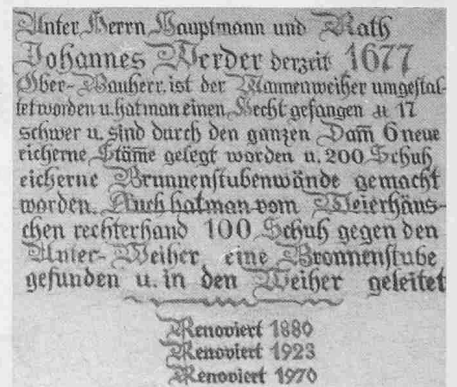 Unter Herrn Hauptmann und Rath
Johannes Werder derzeit 1677
Ober-Bauherr, ist der Mannenweiher umgestal-
tet worden u. hat man einen Hecht gefangen ℔ 17
schwer u. sind durch den ganzen Dam̄ 6 neue
eicherne Stäm̄e gelegt worden u. 200 Schuh
eicherne Brunnenstubenwände gemacht
worden. Auch hat man vom Weierhäus-
chen rechterhand 100 Schuh gegen den
Unter-Weiher eine Bronnenstube
gefunden u. in den Weiher geleitet
Renoviert 1880
Renoviert 1923
Renoviert 1970